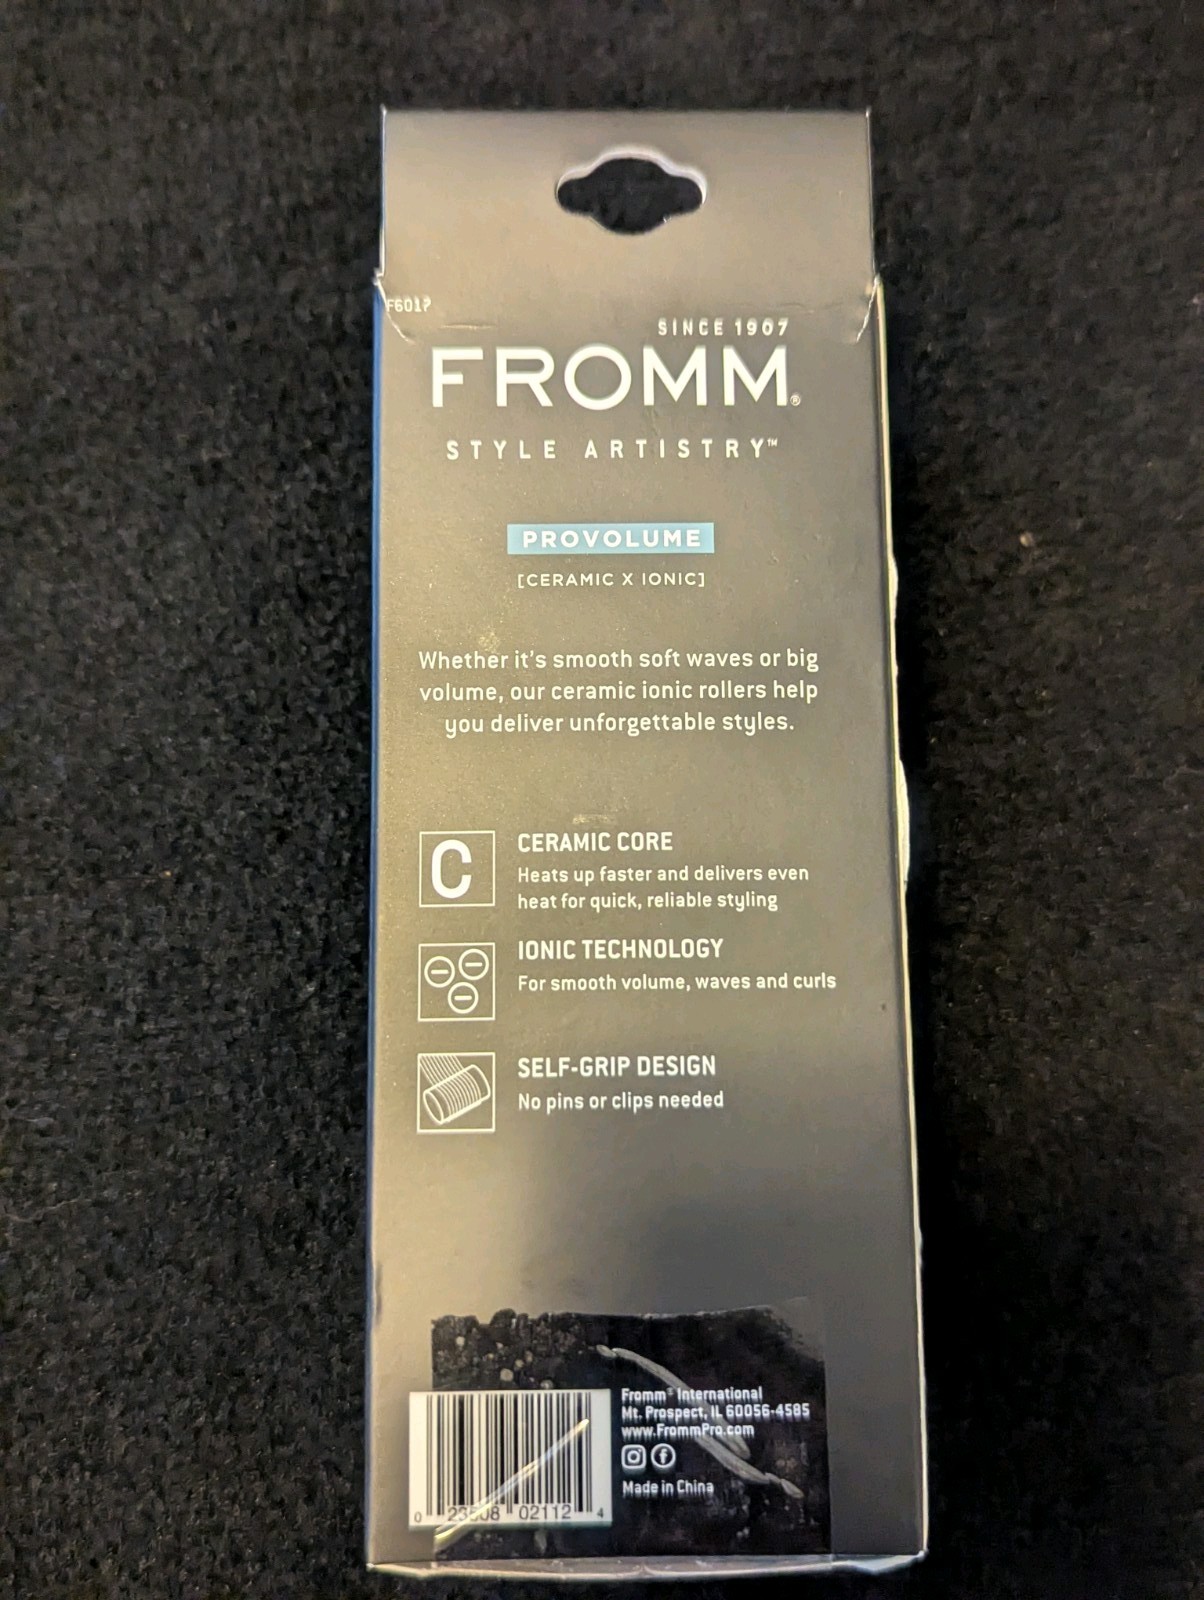 SINCE 1907
FROMM®
STYLE ARTISTRY™
PROVOLUME
[CERAMIC X IONIC]
Whether it's smooth soft waves or big
volume, our ceramic ionic rollers help
you deliver unforgettable styles.
C
CERAMIC CORE
Heats up faster and delivers even
heat for quick, reliable styling
IONIC TECHNOLOGY
For smooth volume, waves and curls
SELF-GRIP DESIGN
No pins or clips needed
Fromm® International
Mt. Prospect, IL 60056-4585
www.FrommPro.com
Made in China
0 23508 02112 4